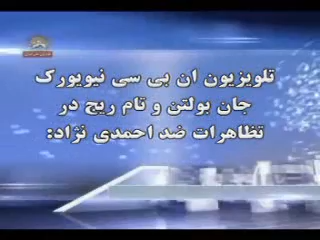 تلویزیون ان بی سی نیویورک
جان بولتن و تام ریج در
تظاهرات ضد احمدی نژاد: